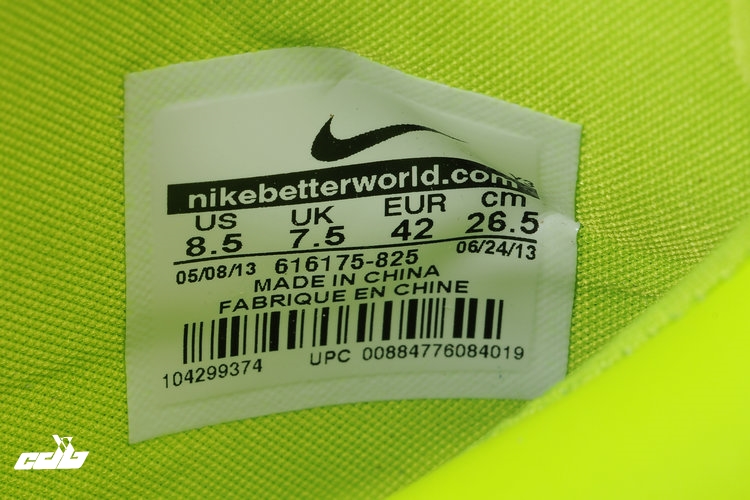 nikebetterworld.com
US UK EUR cm
8.5 7.5 42 26.5
05/08/13 616175-825 06/24/13
MADE IN CHINA
FABRIQUE EN CHINE
104299374 UPC 00884776084019
cdb